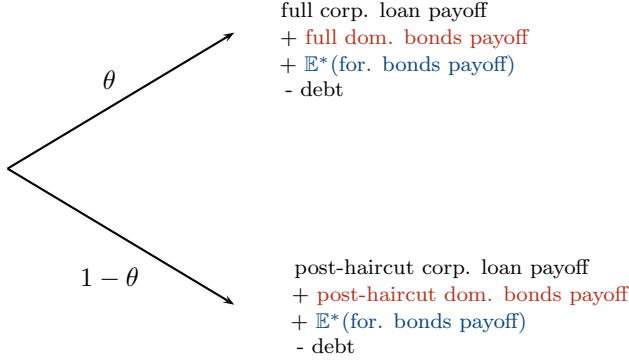 full corp. loan payoff
+ full dom. bonds payoff
+ 𝔼*(for. bonds payoff)
- debt
θ
1 − θ
post-haircut corp. loan payoff
+ post-haircut dom. bonds payoff
+ 𝔼*(for. bonds payoff)
- debt